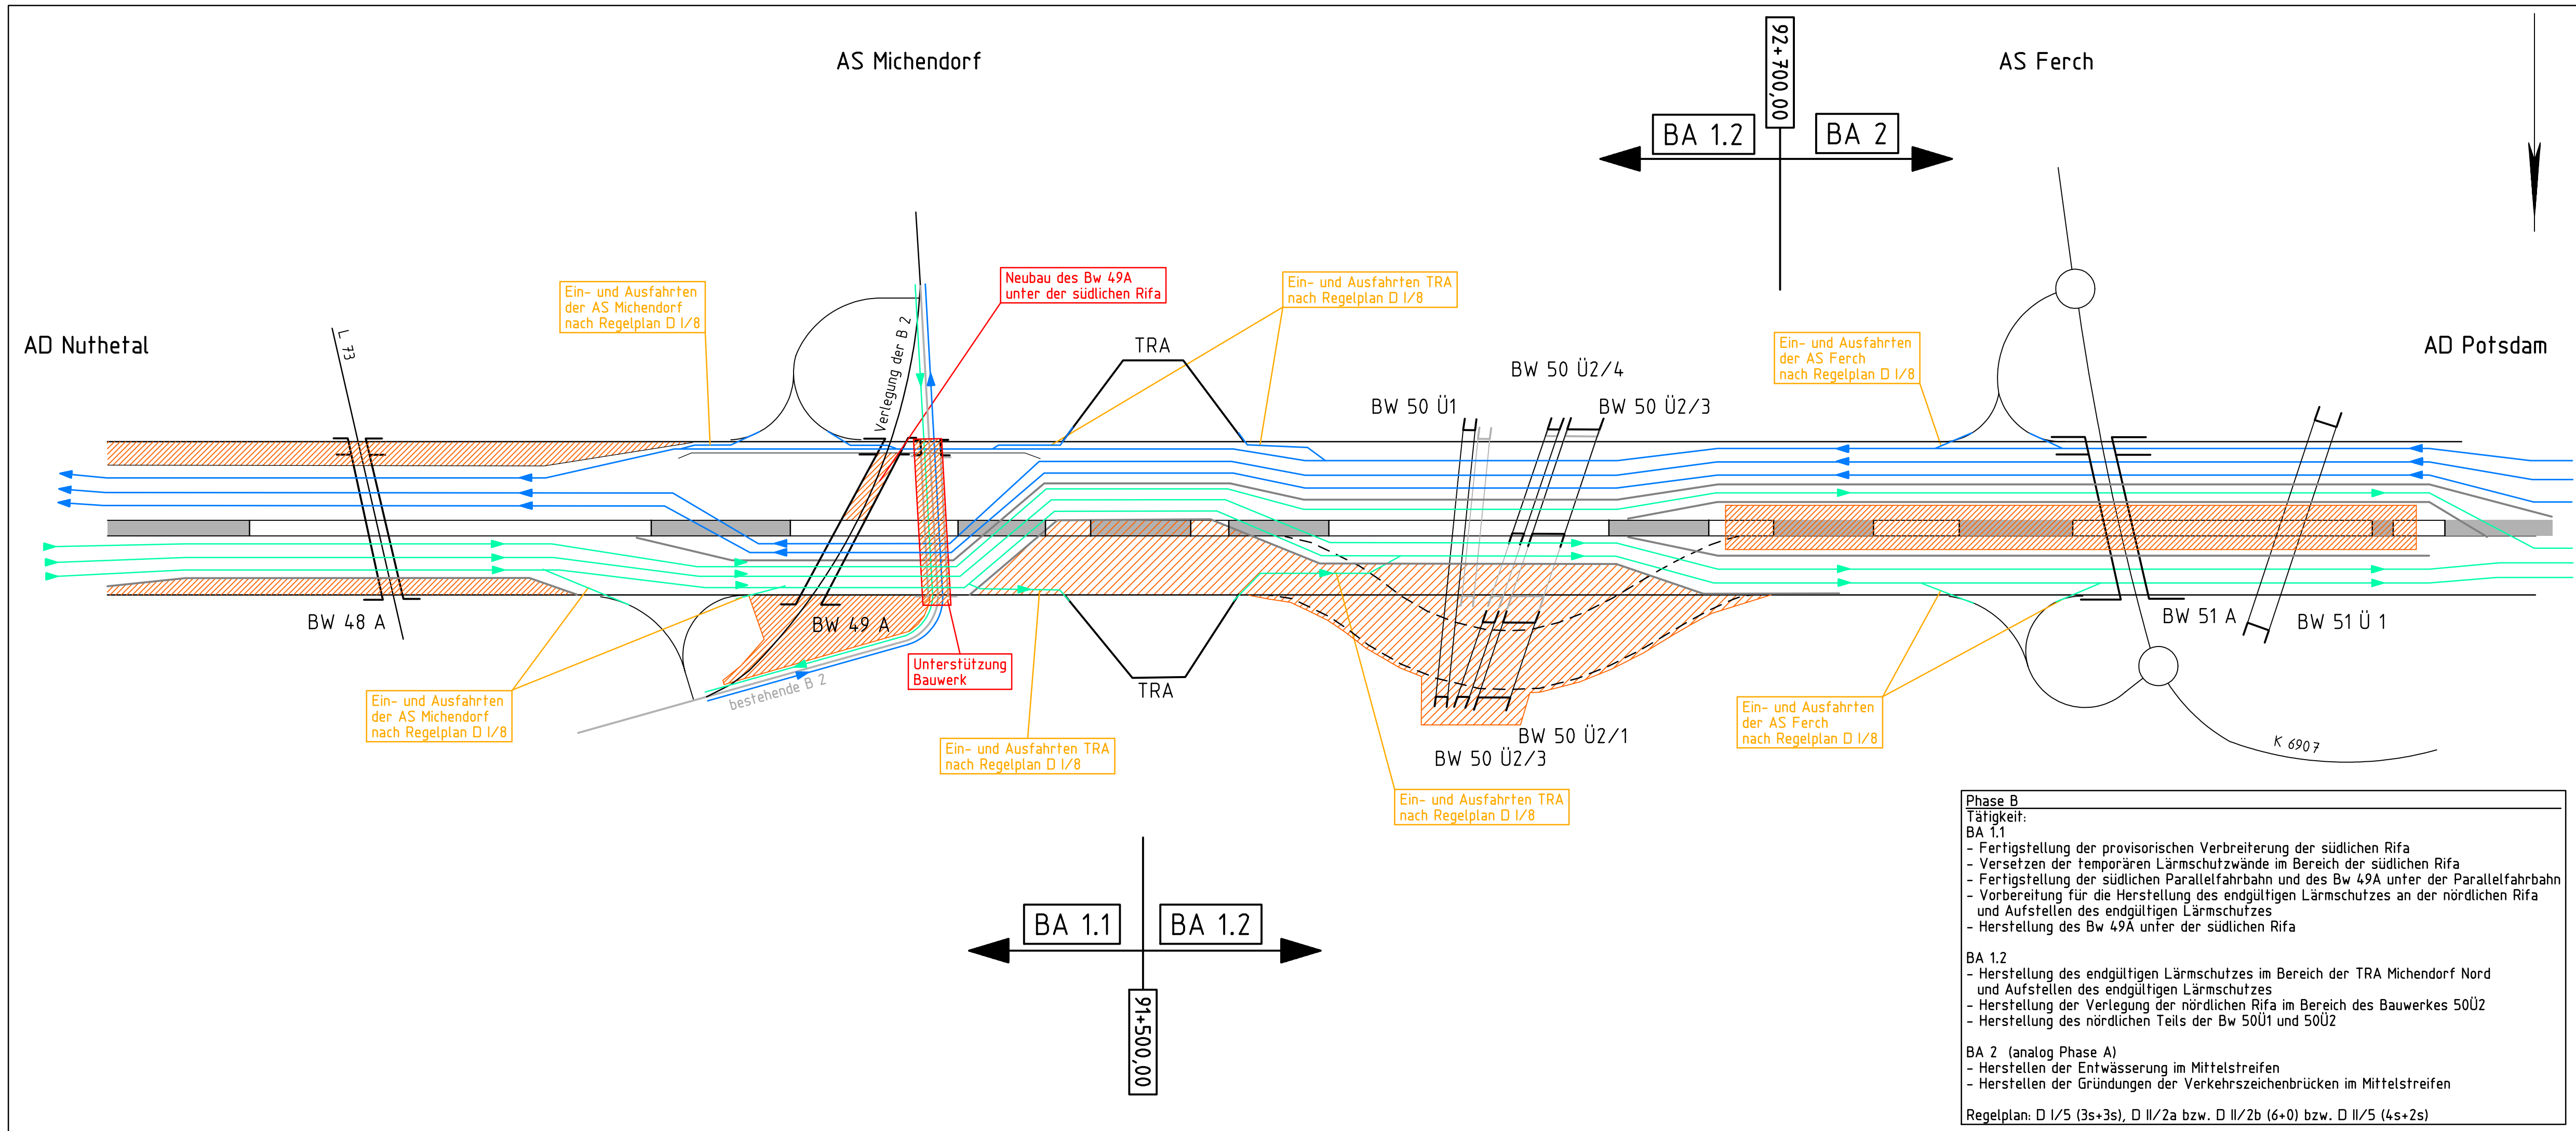 AS Michendorf
92+700,00
AS Ferch
BA 1.2
BA 2
Neubau des Bw 49A
unter der südlichen Rifa
Ein- und Ausfahrten TRA
nach Regelplan D I/8
Ein- und Ausfahrten
der AS Michendorf
nach Regelplan D I/8
AD Nuthetal
L 73
Verlegung der B 2
TRA
Ein- und Ausfahrten
der AS Ferch
nach Regelplan D I/8
AD Potsdam
BW 50 Ü2/4
BW 50 Ü1
BW 50 Ü2/3
BW 48 A
BW 49 A
BW 51 A
BW 51 Ü 1
Unterstützung
Bauwerk
bestehende B 2
TRA
Ein- und Ausfahrten
der AS Michendorf
nach Regelplan D I/8
Ein- und Ausfahrten TRA
nach Regelplan D I/8
BW 50 Ü2/1
BW 50 Ü2/3
Ein- und Ausfahrten
der AS Ferch
nach Regelplan D I/8
K 6907
Ein- und Ausfahrten TRA
nach Regelplan D I/8
BA 1.1
BA 1.2
91+500,00
Phase B
Tätigkeit:
BA 1.1
- Fertigstellung der provisorischen Verbreiterung der südlichen Rifa
- Versetzen der temporären Lärmschutzwände im Bereich der südlichen Rifa
- Fertigstellung der südlichen Parallelfahrbahn und des Bw 49A unter der Parallelfahrbahn
- Vorbereitung für die Herstellung des endgültigen Lärmschutzes an der nördlichen Rifa
und Aufstellen des endgültigen Lärmschutzes
- Herstellung des Bw 49A unter der südlichen Rifa
BA 1.2
- Herstellung des endgültigen Lärmschutzes im Bereich der TRA Michendorf Nord
und Aufstellen des endgültigen Lärmschutzes
- Herstellung der Verlegung der nördlichen Rifa im Bereich des Bauwerkes 50Ü2
- Herstellung des nördlichen Teils der Bw 50Ü1 und 50Ü2
BA 2 (analog Phase A)
- Herstellen der Entwässerung im Mittelstreifen
- Herstellen der Gründungen der Verkehrszeichenbrücken im Mittelstreifen
Regelplan: D I/5 (3s+3s), D II/2a bzw. D II/2b (6+0) bzw. D II/5 (4s+2s)